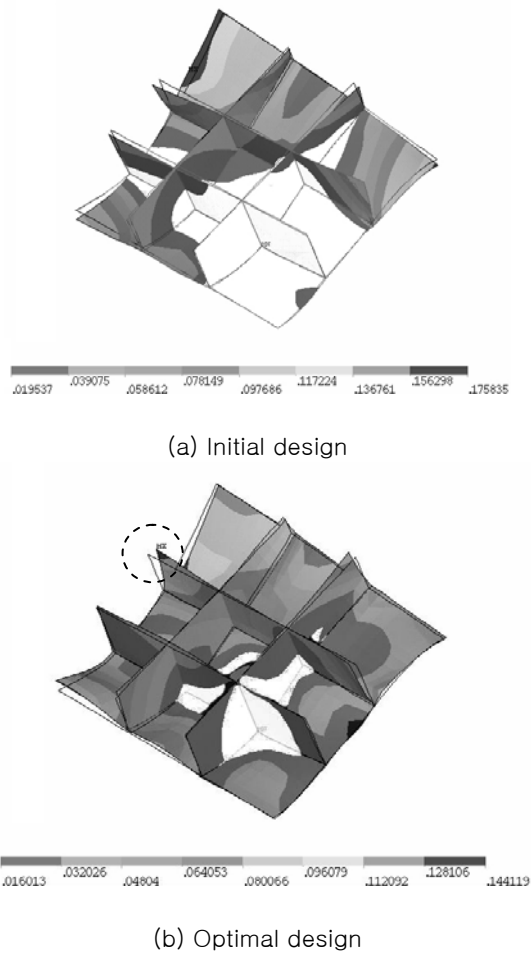 .019537 .039075 .058612 .078149 .097686 .117224 .136761 .156298 .175835
(a) Initial design
MX
.016013 .032026 .04804 .064053 .080066 .096079 .112092 .128106 .144119
(b) Optimal design